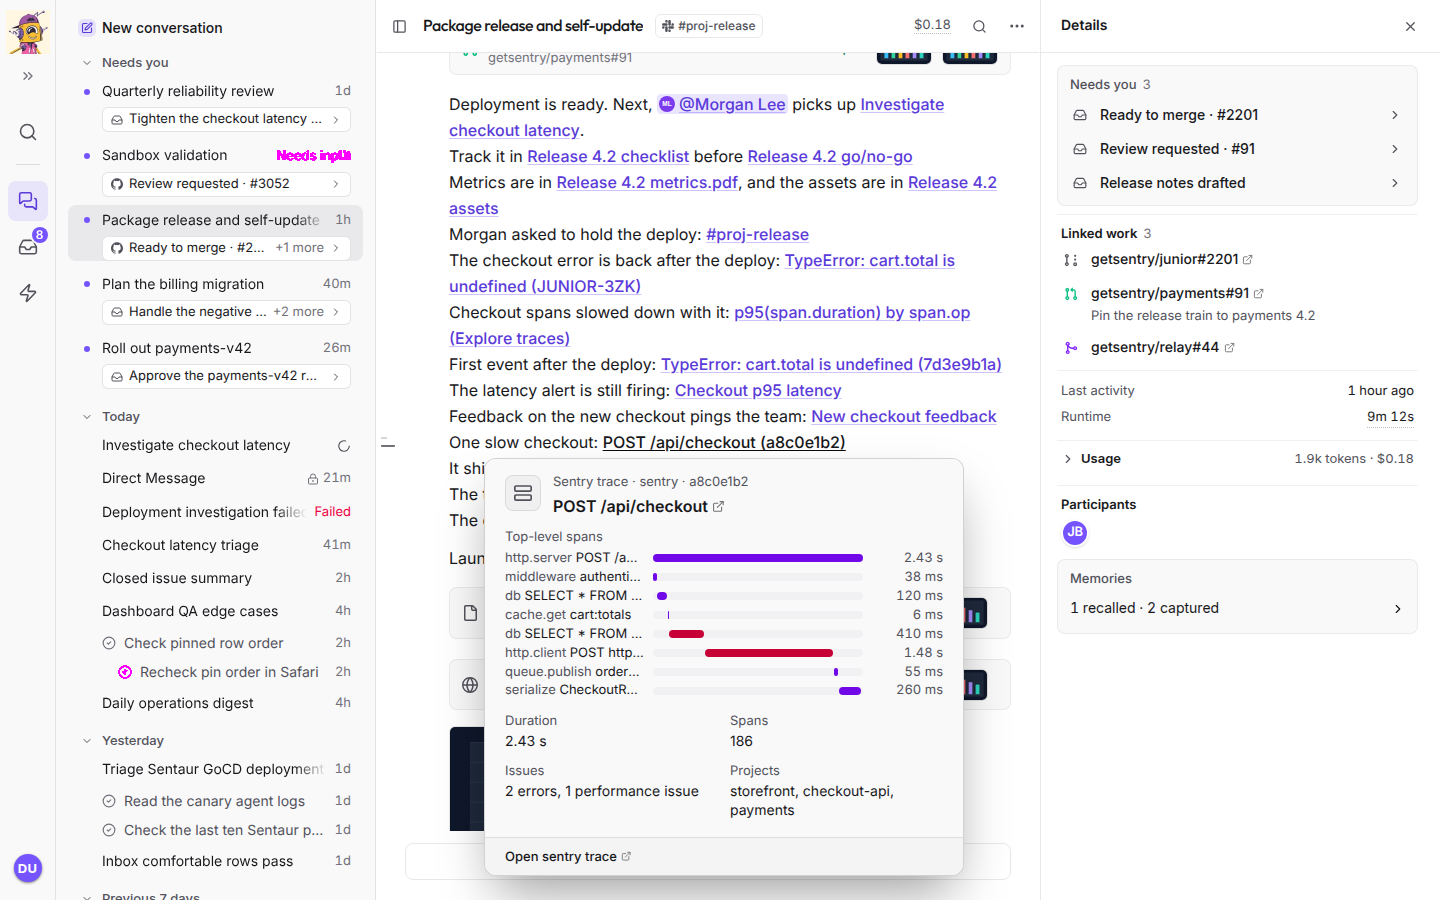 New conversation
Needs you
Quarterly reliability review 1d
Tighten the checkout latency ...
Sandbox validation Needs input
Review requested · #3052
Package release and self-update 1h
Ready to merge · #2... +1 more
Plan the billing migration 40m
Handle the negative ... +2 more
Roll out payments-v42 26m
Approve the payments-v42 r...
Today
Investigate checkout latency
Direct Message 21m
Deployment investigation failed Failed
Checkout latency triage 41m
Closed issue summary 2h
Dashboard QA edge cases 4h
Check pinned row order 2h
Recheck pin order in Safari 2h
Daily operations digest 4h
Yesterday
Triage Sentaur GoCD deployment 1d
Read the canary agent logs 1d
Check the last ten Sentaur p... 1d
Inbox comfortable rows pass 1d
Previous 7 days
8
DU
Package release and self-update #proj-release $0.18
getsentry/payments#91
Deployment is ready. Next, ML @Morgan Lee picks up Investigate
checkout latency.
Track it in Release 4.2 checklist before Release 4.2 go/no-go
Metrics are in Release 4.2 metrics.pdf, and the assets are in Release 4.2
assets
Morgan asked to hold the deploy: #proj-release
The checkout error is back after the deploy: TypeError: cart.total is
undefined (JUNIOR-3ZK)
Checkout spans slowed down with it: p95(span.duration) by span.op
(Explore traces)
First event after the deploy: TypeError: cart.total is undefined (7d3e9b1a)
The latency alert is still firing: Checkout p95 latency
Feedback on the new checkout pings the team: New checkout feedback
One slow checkout: POST /api/checkout (a8c0e1b2)
It shi
The
The
Laun
Sentry trace · sentry · a8c0e1b2
POST /api/checkout
Top-level spans
http.server POST /a... 2.43 s
middleware authenti... 38 ms
db SELECT * FROM ... 120 ms
cache.get cart:totals 6 ms
db SELECT * FROM ... 410 ms
http.client POST http... 1.48 s
queue.publish order... 55 ms
serialize CheckoutR... 260 ms
Duration Spans
2.43 s 186
Issues Projects
2 errors, 1 performance issue storefront, checkout-api,
payments
Open sentry trace
Details
Needs you 3
Ready to merge · #2201
Review requested · #91
Release notes drafted
Linked work 3
getsentry/junior#2201
getsentry/payments#91
Pin the release train to payments 4.2
getsentry/relay#44
Last activity 1 hour ago
Runtime 9m 12s
Usage 1.9k tokens · $0.18
Participants
JB
Memories
1 recalled · 2 captured